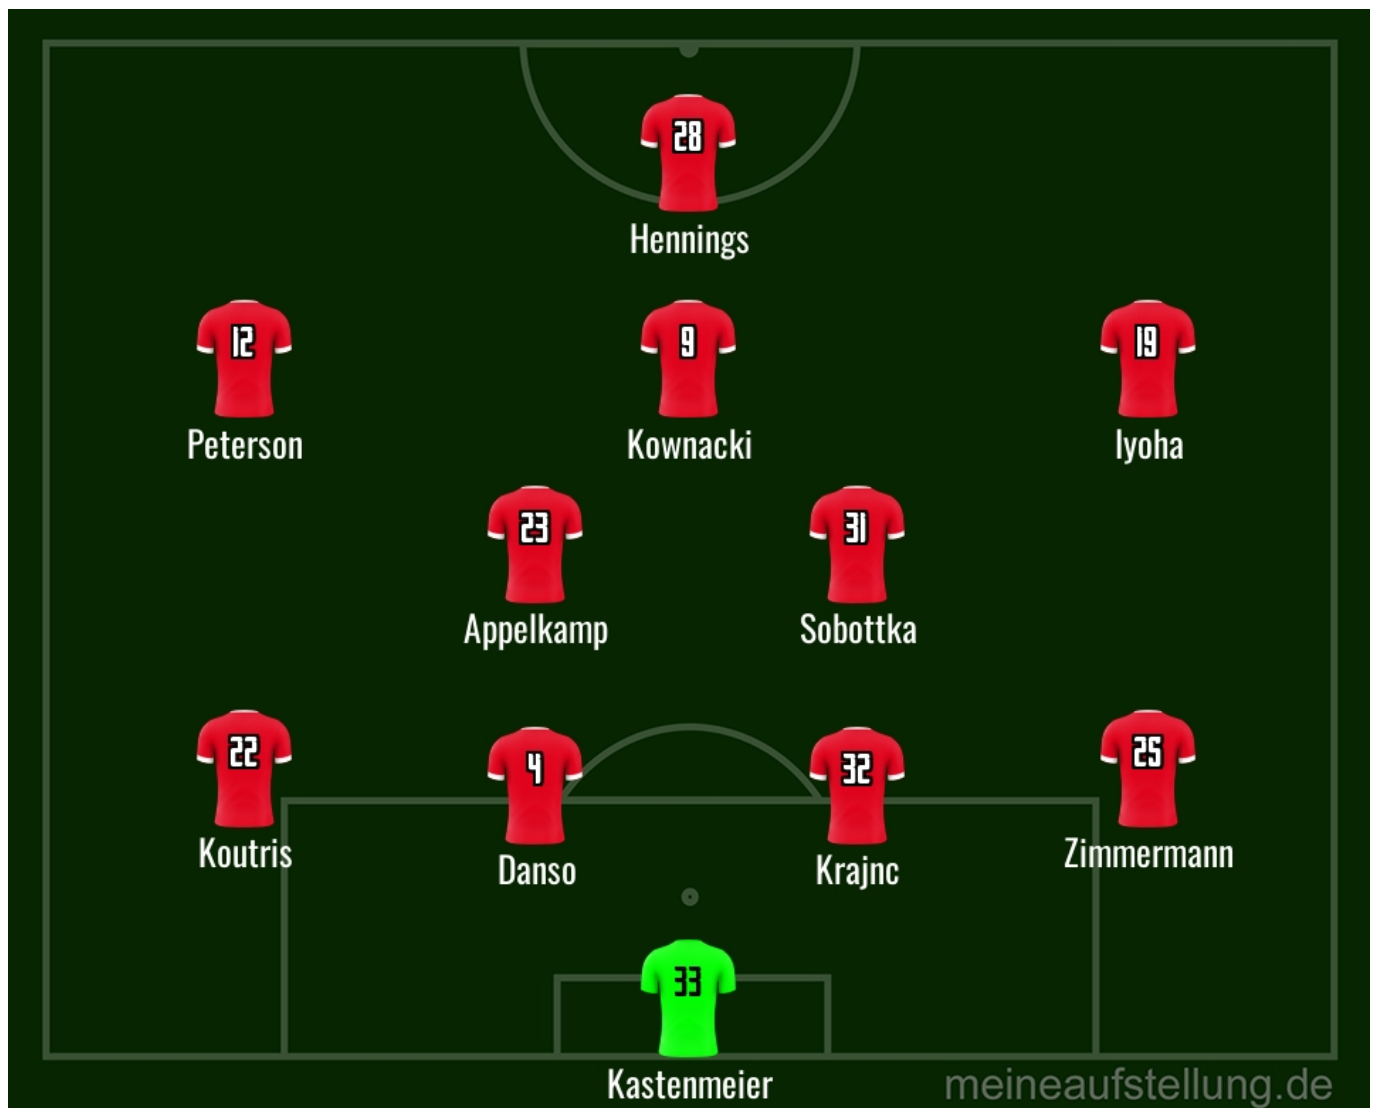 28
Hennings
12
9
19
Peterson
Kownacki
Iyoha
23
31
Appelkamp
Sobottka
22
4
32
25
Koutris
Danso
Krajnc
Zimmermann
33
Kastenmeier
meineaufstellung.de